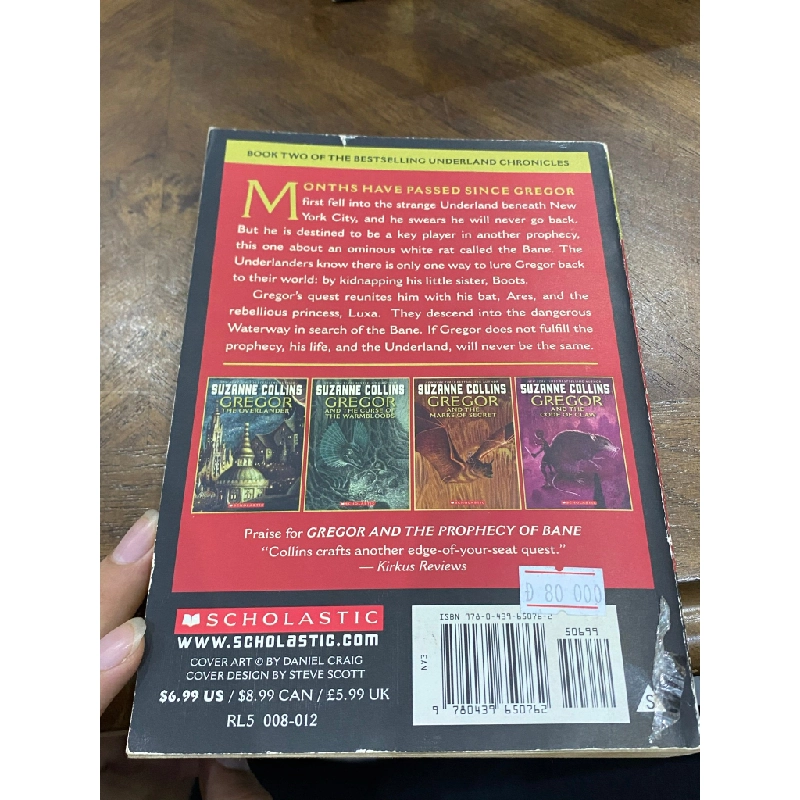 BOOK TWO OF THE BESTSELLING UNDERLAND CHRONICLES
MONTHS HAVE PASSED SINCE GREGOR
first fell into the strange Underland beneath New
York City, and he swears he will never go back.
But he is destined to be a key player in another prophecy,
this one about an ominous white rat called the Bane. The
Underlanders know there is only one way to lure Gregor back
to their world: by kidnapping his little sister, Boots.
Gregor's quest reunites him with his bat, Ares, and the
rebellious princess, Luxa. They descend into the dangerous
Waterway in search of the Bane. If Gregor does not fulfill the
prophecy, his life, and the Underland, will never be the same.
SUZANNE COLLINS
GREGOR
THE OVERLANDER
SCHOLASTIC
SUZANNE COLLINS
GREGOR
AND THE CURSE OF
THE WARMBLOODS
SCHOLASTIC
SUZANNE COLLINS
GREGOR
AND THE
MARKS OF SECRET
SCHOLASTIC
SUZANNE COLLINS
GREGOR
AND THE
CODE OF CLAW
SCHOLASTIC
Praise for GREGOR AND THE PROPHECY OF BANE
"Collins crafts another edge-of-your-seat quest."
— Kirkus Reviews
Đ 80 000
SCHOLASTIC
WWW.SCHOLASTIC.COM
COVER ART © BY DANIEL CRAIG
COVER DESIGN BY STEVE SCOTT
$6.99 US / $8.99 CAN / £5.99 UK
RL5 008-012
ISBN 978-0-439-65076-2
50699
EAN
9 780439 650762